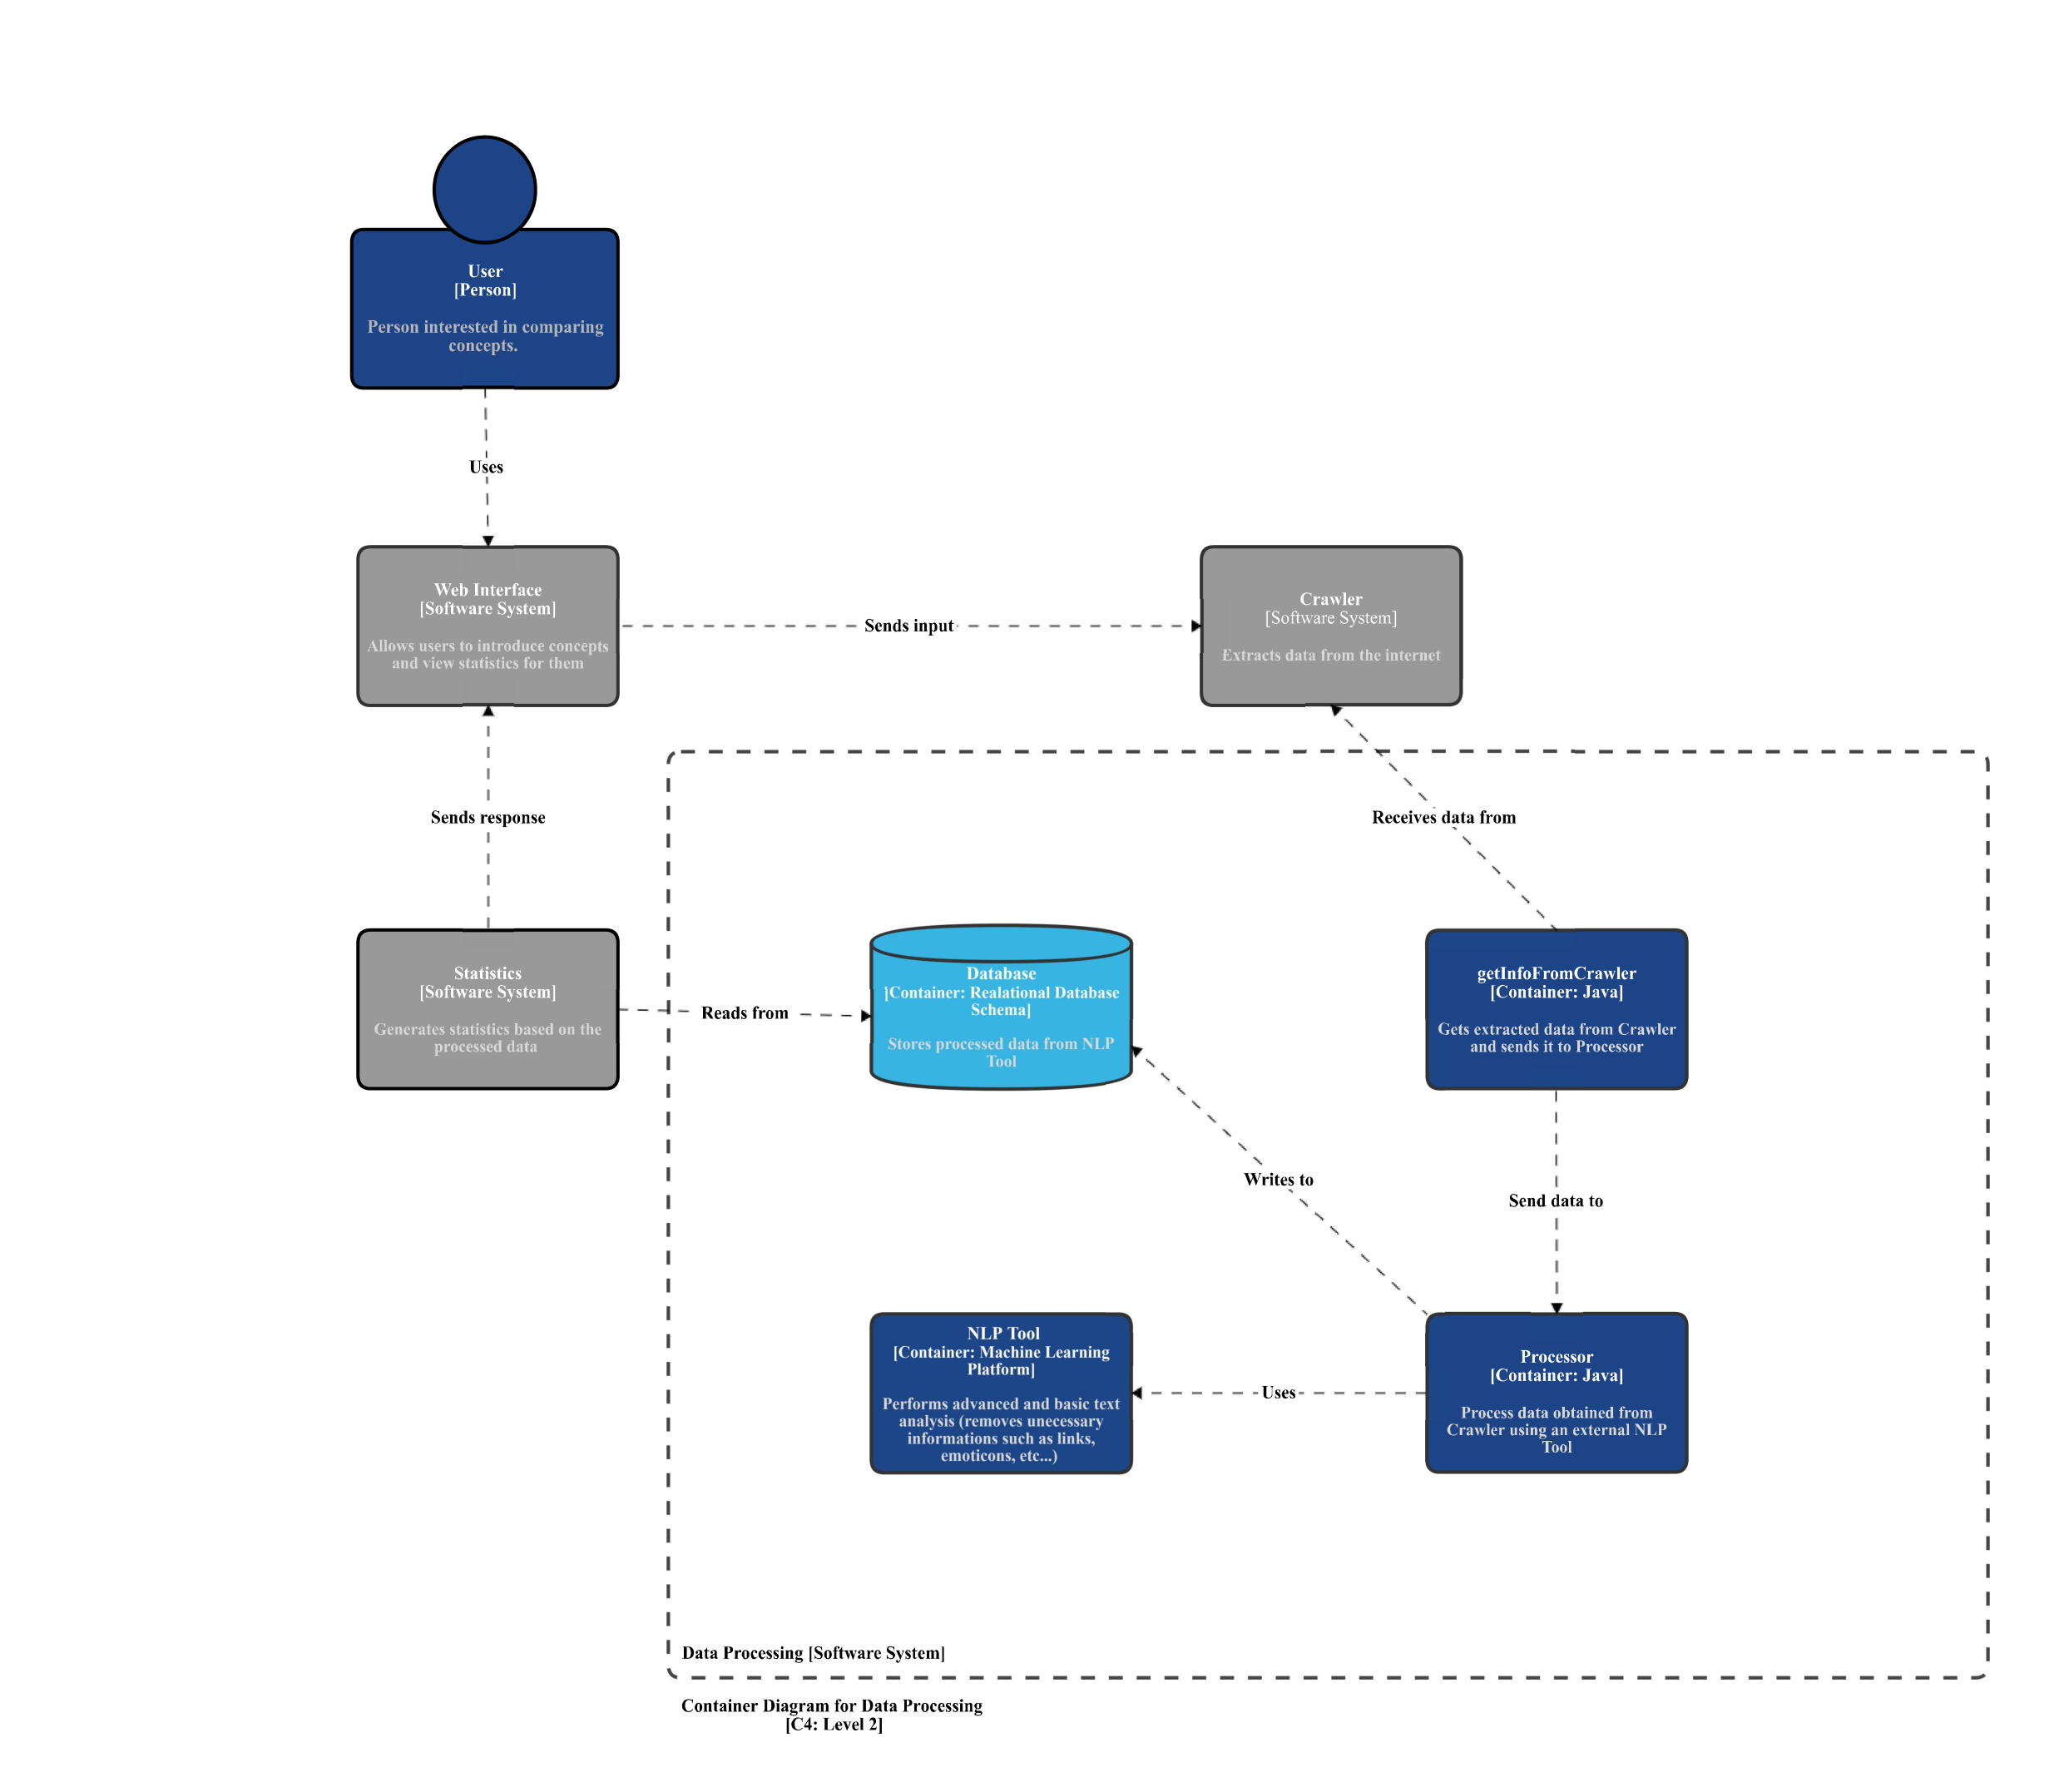 User
[Person]
Person interested in comparing
concepts.
Uses
Web Interface
[Software System]
Allows users to introduce concepts
and view statistics for them
Sends input
Crawler
[Software System]
Extracts data from the internet
Sends response
Receives data from
Statistics
[Software System]
Generates statistics based on the
processed data
Reads from
Database
[Container: Realational Database
Schema]
Stores processed data from NLP
Tool
getInfoFromCrawler
[Container: Java]
Gets extracted data from Crawler
and sends it to Processor
Writes to
Send data to
NLP Tool
[Container: Machine Learning
Platform]
Performs advanced and basic text
analysis (removes unecessary
informations such as links,
emoticons, etc...)
Uses
Processor
[Container: Java]
Process data obtained from
Crawler using an external NLP
Tool
Data Processing [Software System]
Container Diagram for Data Processing
[C4: Level 2]